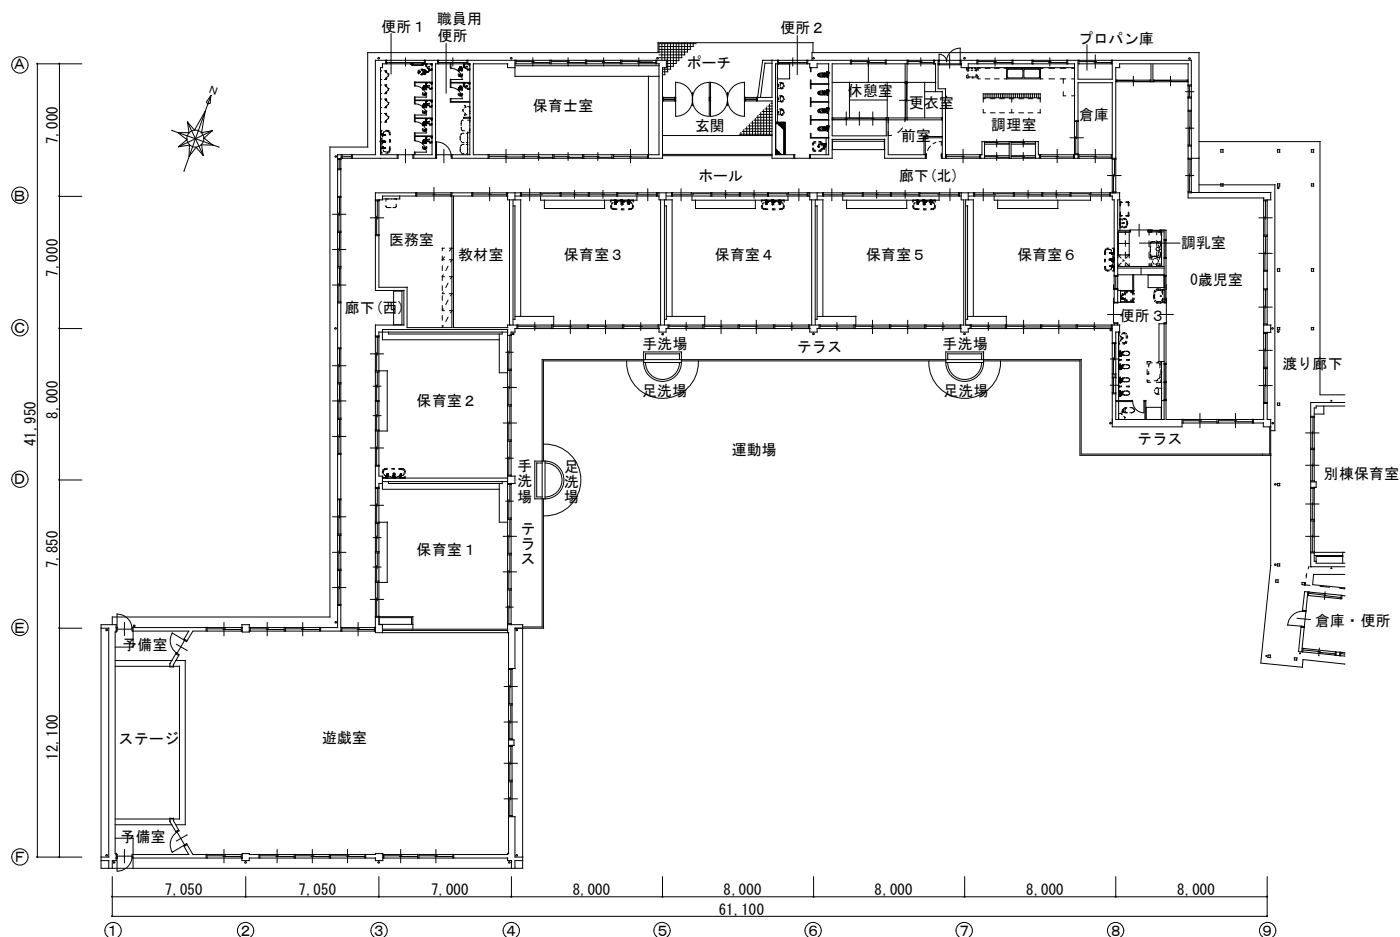 便所１
職員用
便所
便所２
プロパン庫
Ⓐ
ポーチ
休憩室
更衣室
保育士室
玄関
前室
調理室
倉庫
N
7,000
ホール
廊下(北)
Ⓑ
医務室
教材室
保育室３
保育室４
保育室５
保育室６
調乳室
0歳児室
7,000
廊下(西)
便所３
Ⓒ
手洗場
テラス
手洗場
足洗場
足洗場
渡り廊下
8,000
41,950
保育室２
テラス
運動場
手洗場
足洗場
別棟保育室
Ⓓ
テラス
7,850
保育室１
Ⓔ
予備室
倉庫・便所
12,100
ステージ
遊戯室
予備室
Ⓕ
7,050
7,050
7,000
8,000
8,000
8,000
8,000
8,000
61,100
①
②
③
④
⑤
⑥
⑦
⑧
⑨